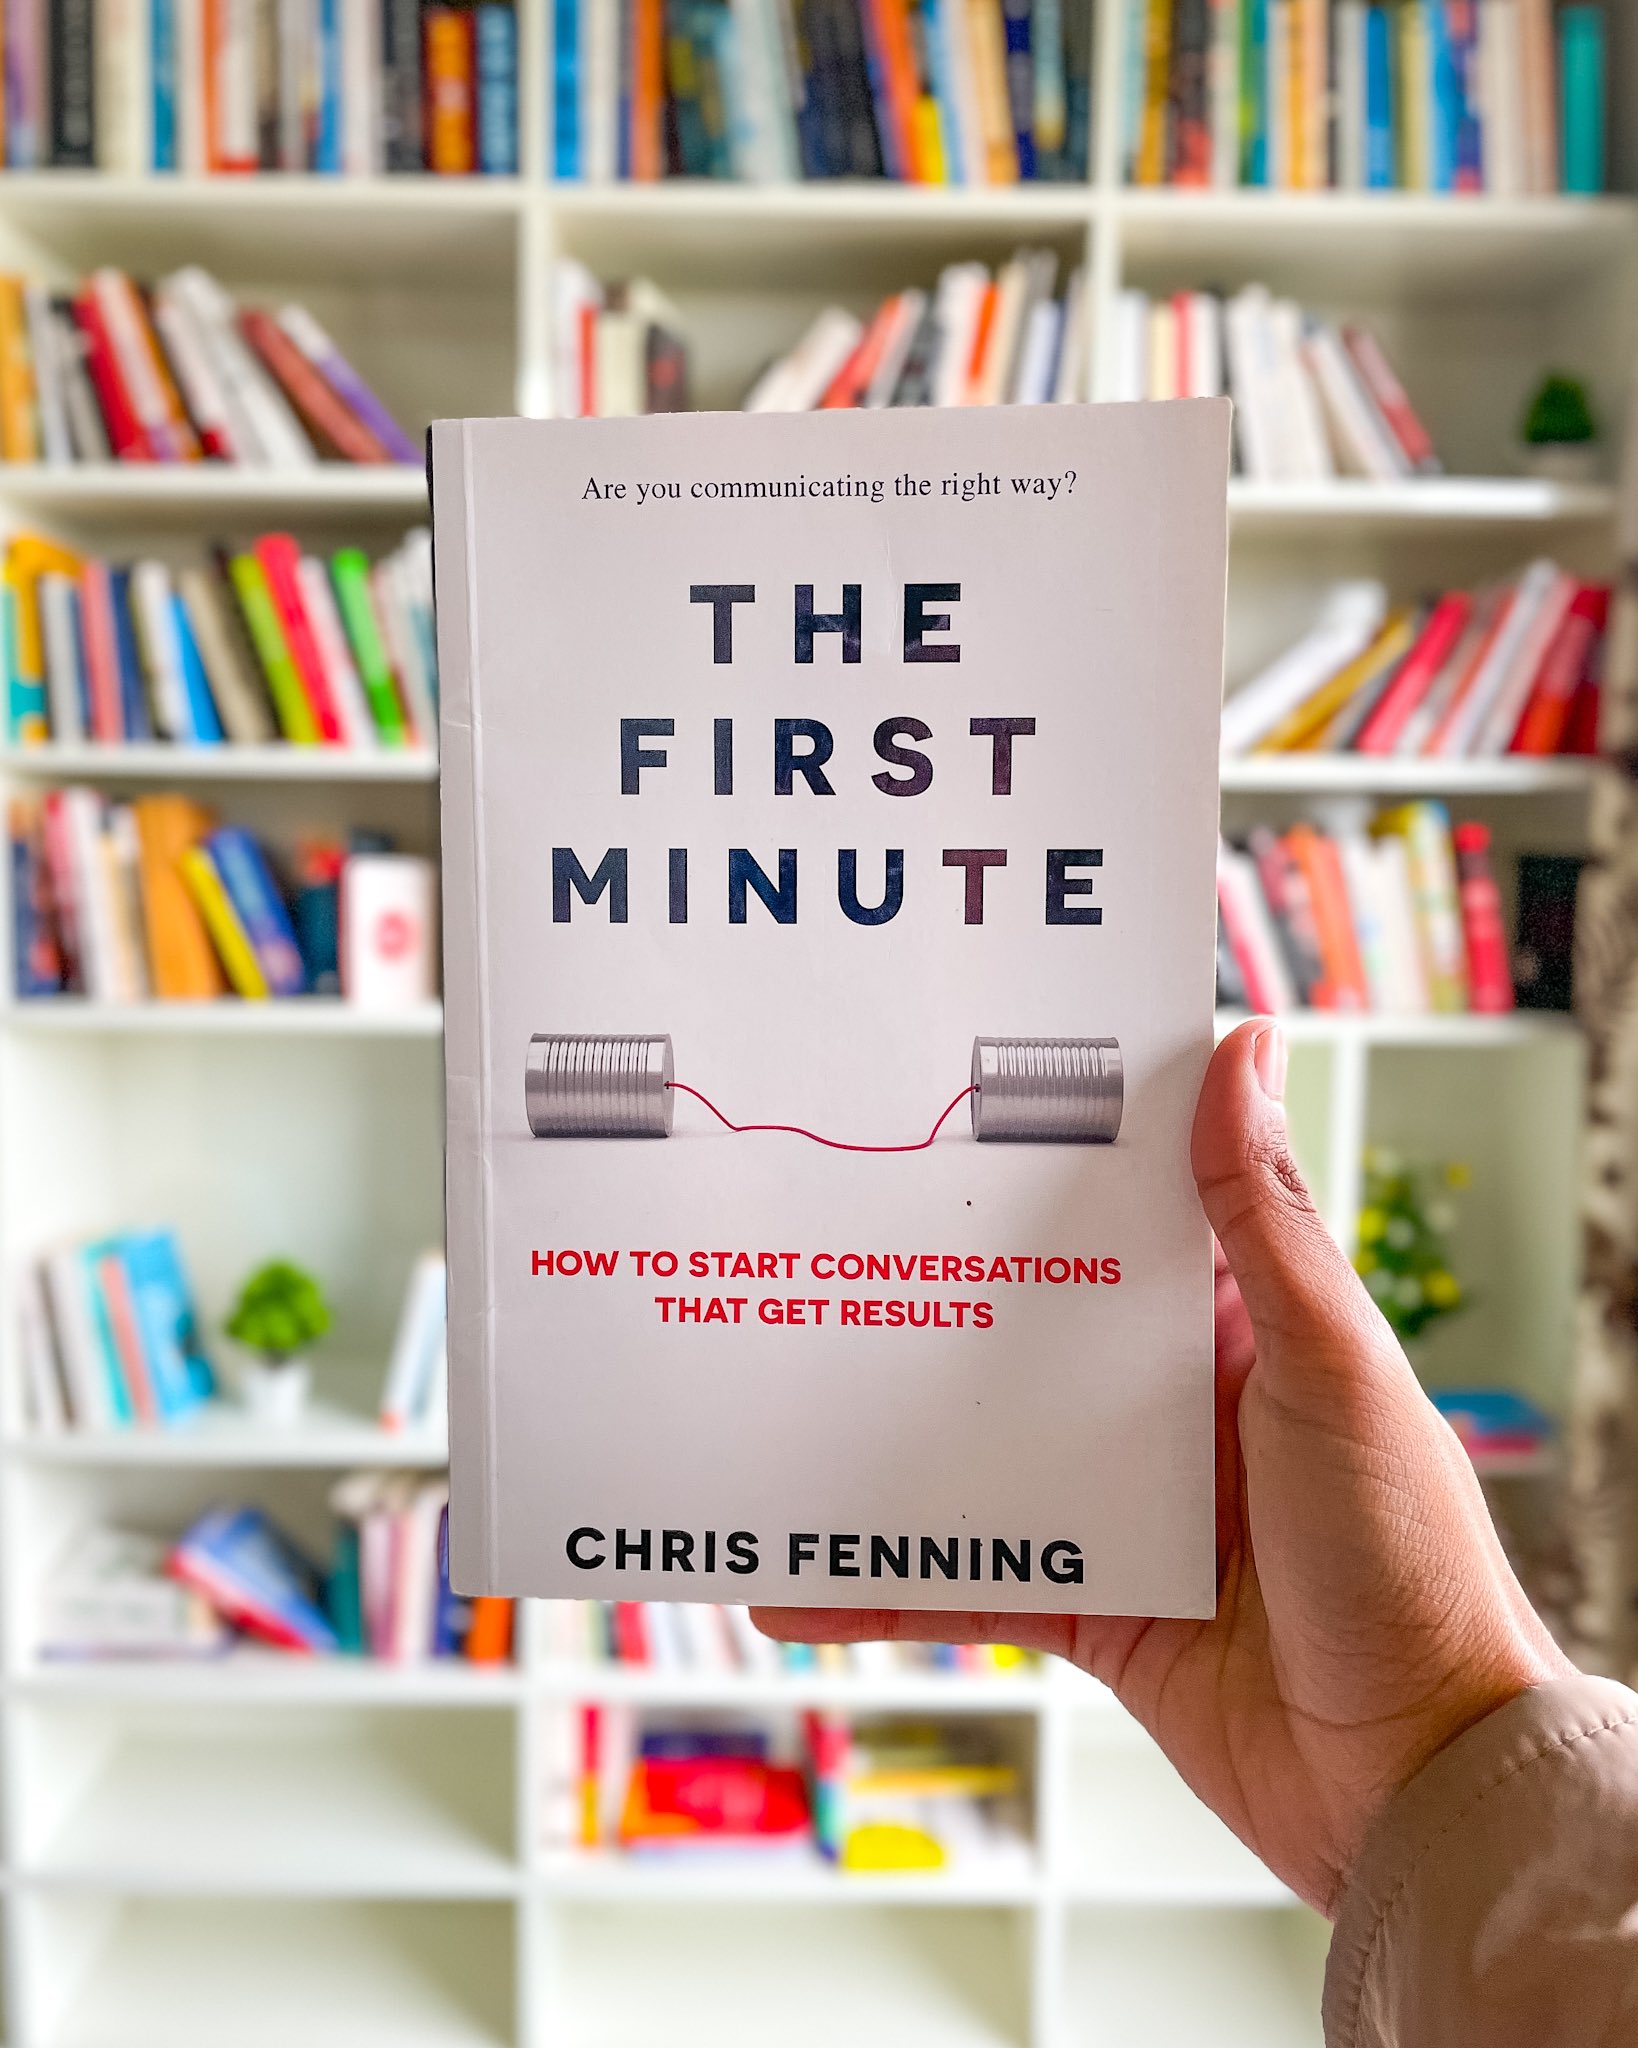 Are you communicating the right way?
THE
FIRST
MINUTE
HOW TO START CONVERSATIONS
THAT GET RESULTS
CHRIS FENNING